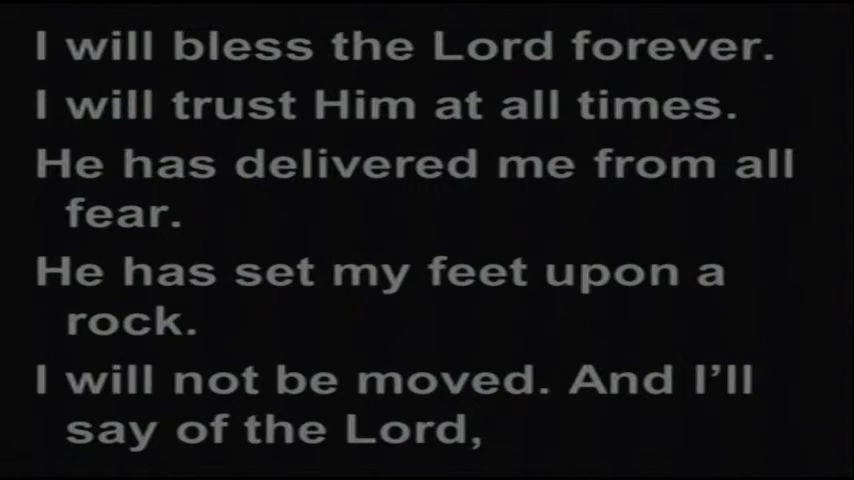 I will bless the Lord forever.
I will trust Him at all times.
He has delivered me from all
fear.
He has set my feet upon a
rock.
I will not be moved. And I’ll
say of the Lord,